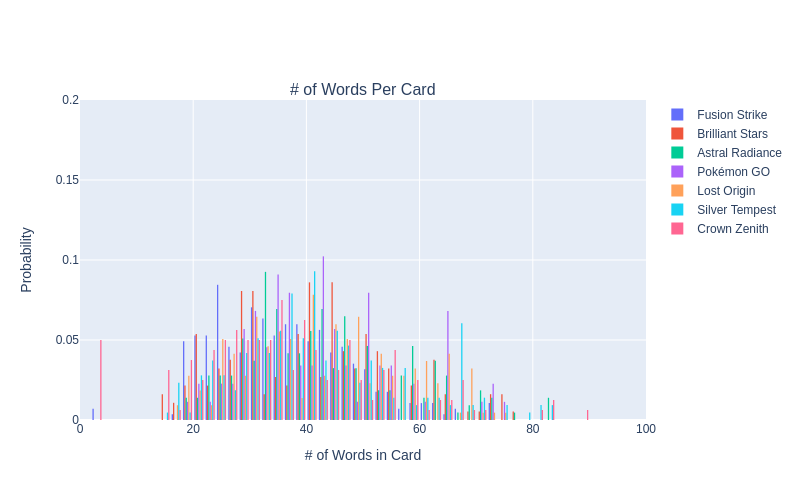 # of Words Per Card
0.2
0.15
0.1
0.05
0
0
20
40
60
80
100
Probability
# of Words in Card
Fusion Strike
Brilliant Stars
Astral Radiance
Pokémon GO
Lost Origin
Silver Tempest
Crown Zenith